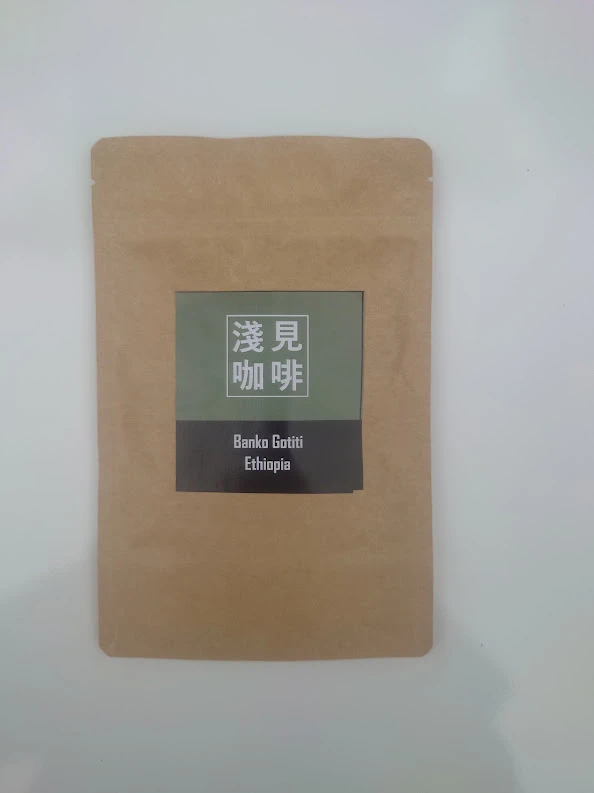 淺見
咖啡
Banko Gotiti
Ethiopia